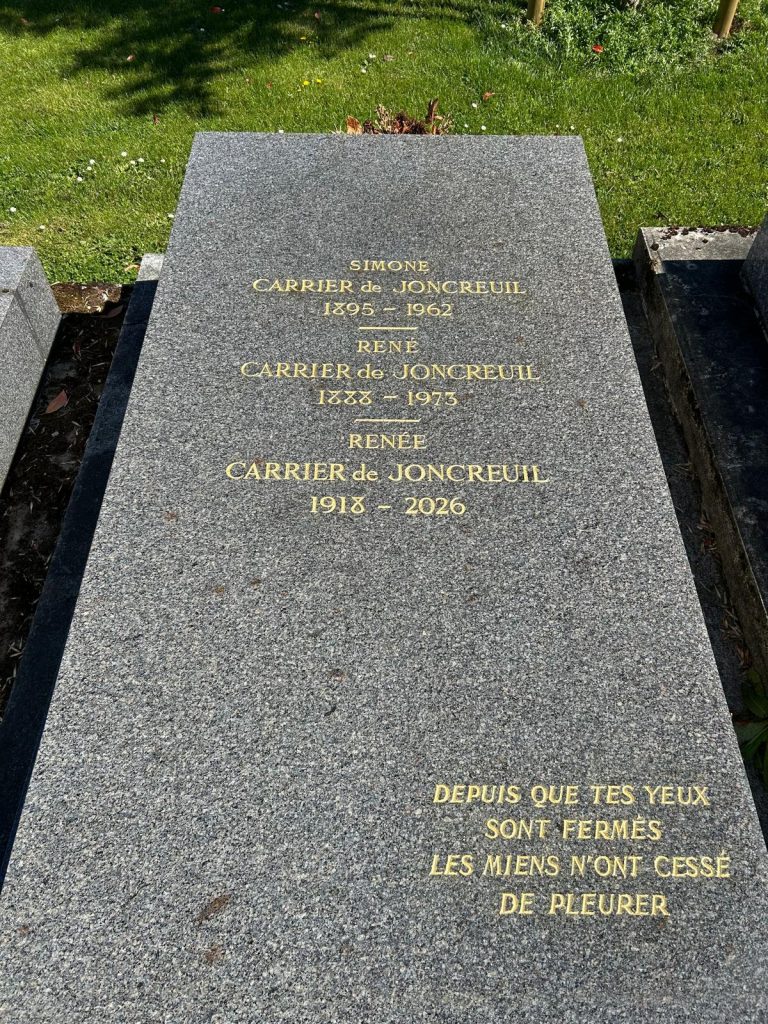 SIMONE
CARRIER de JONCREUIL
1895 - 1962
RENÉ
CARRIER de JONCREUIL
1888 - 1973
RENÉE
CARRIER de JONCREUIL
1918 - 2026
DEPUIS QUE TES YEUX
SONT FERMÉS
LES MIENS N'ONT CESSÉ
DE PLEURER